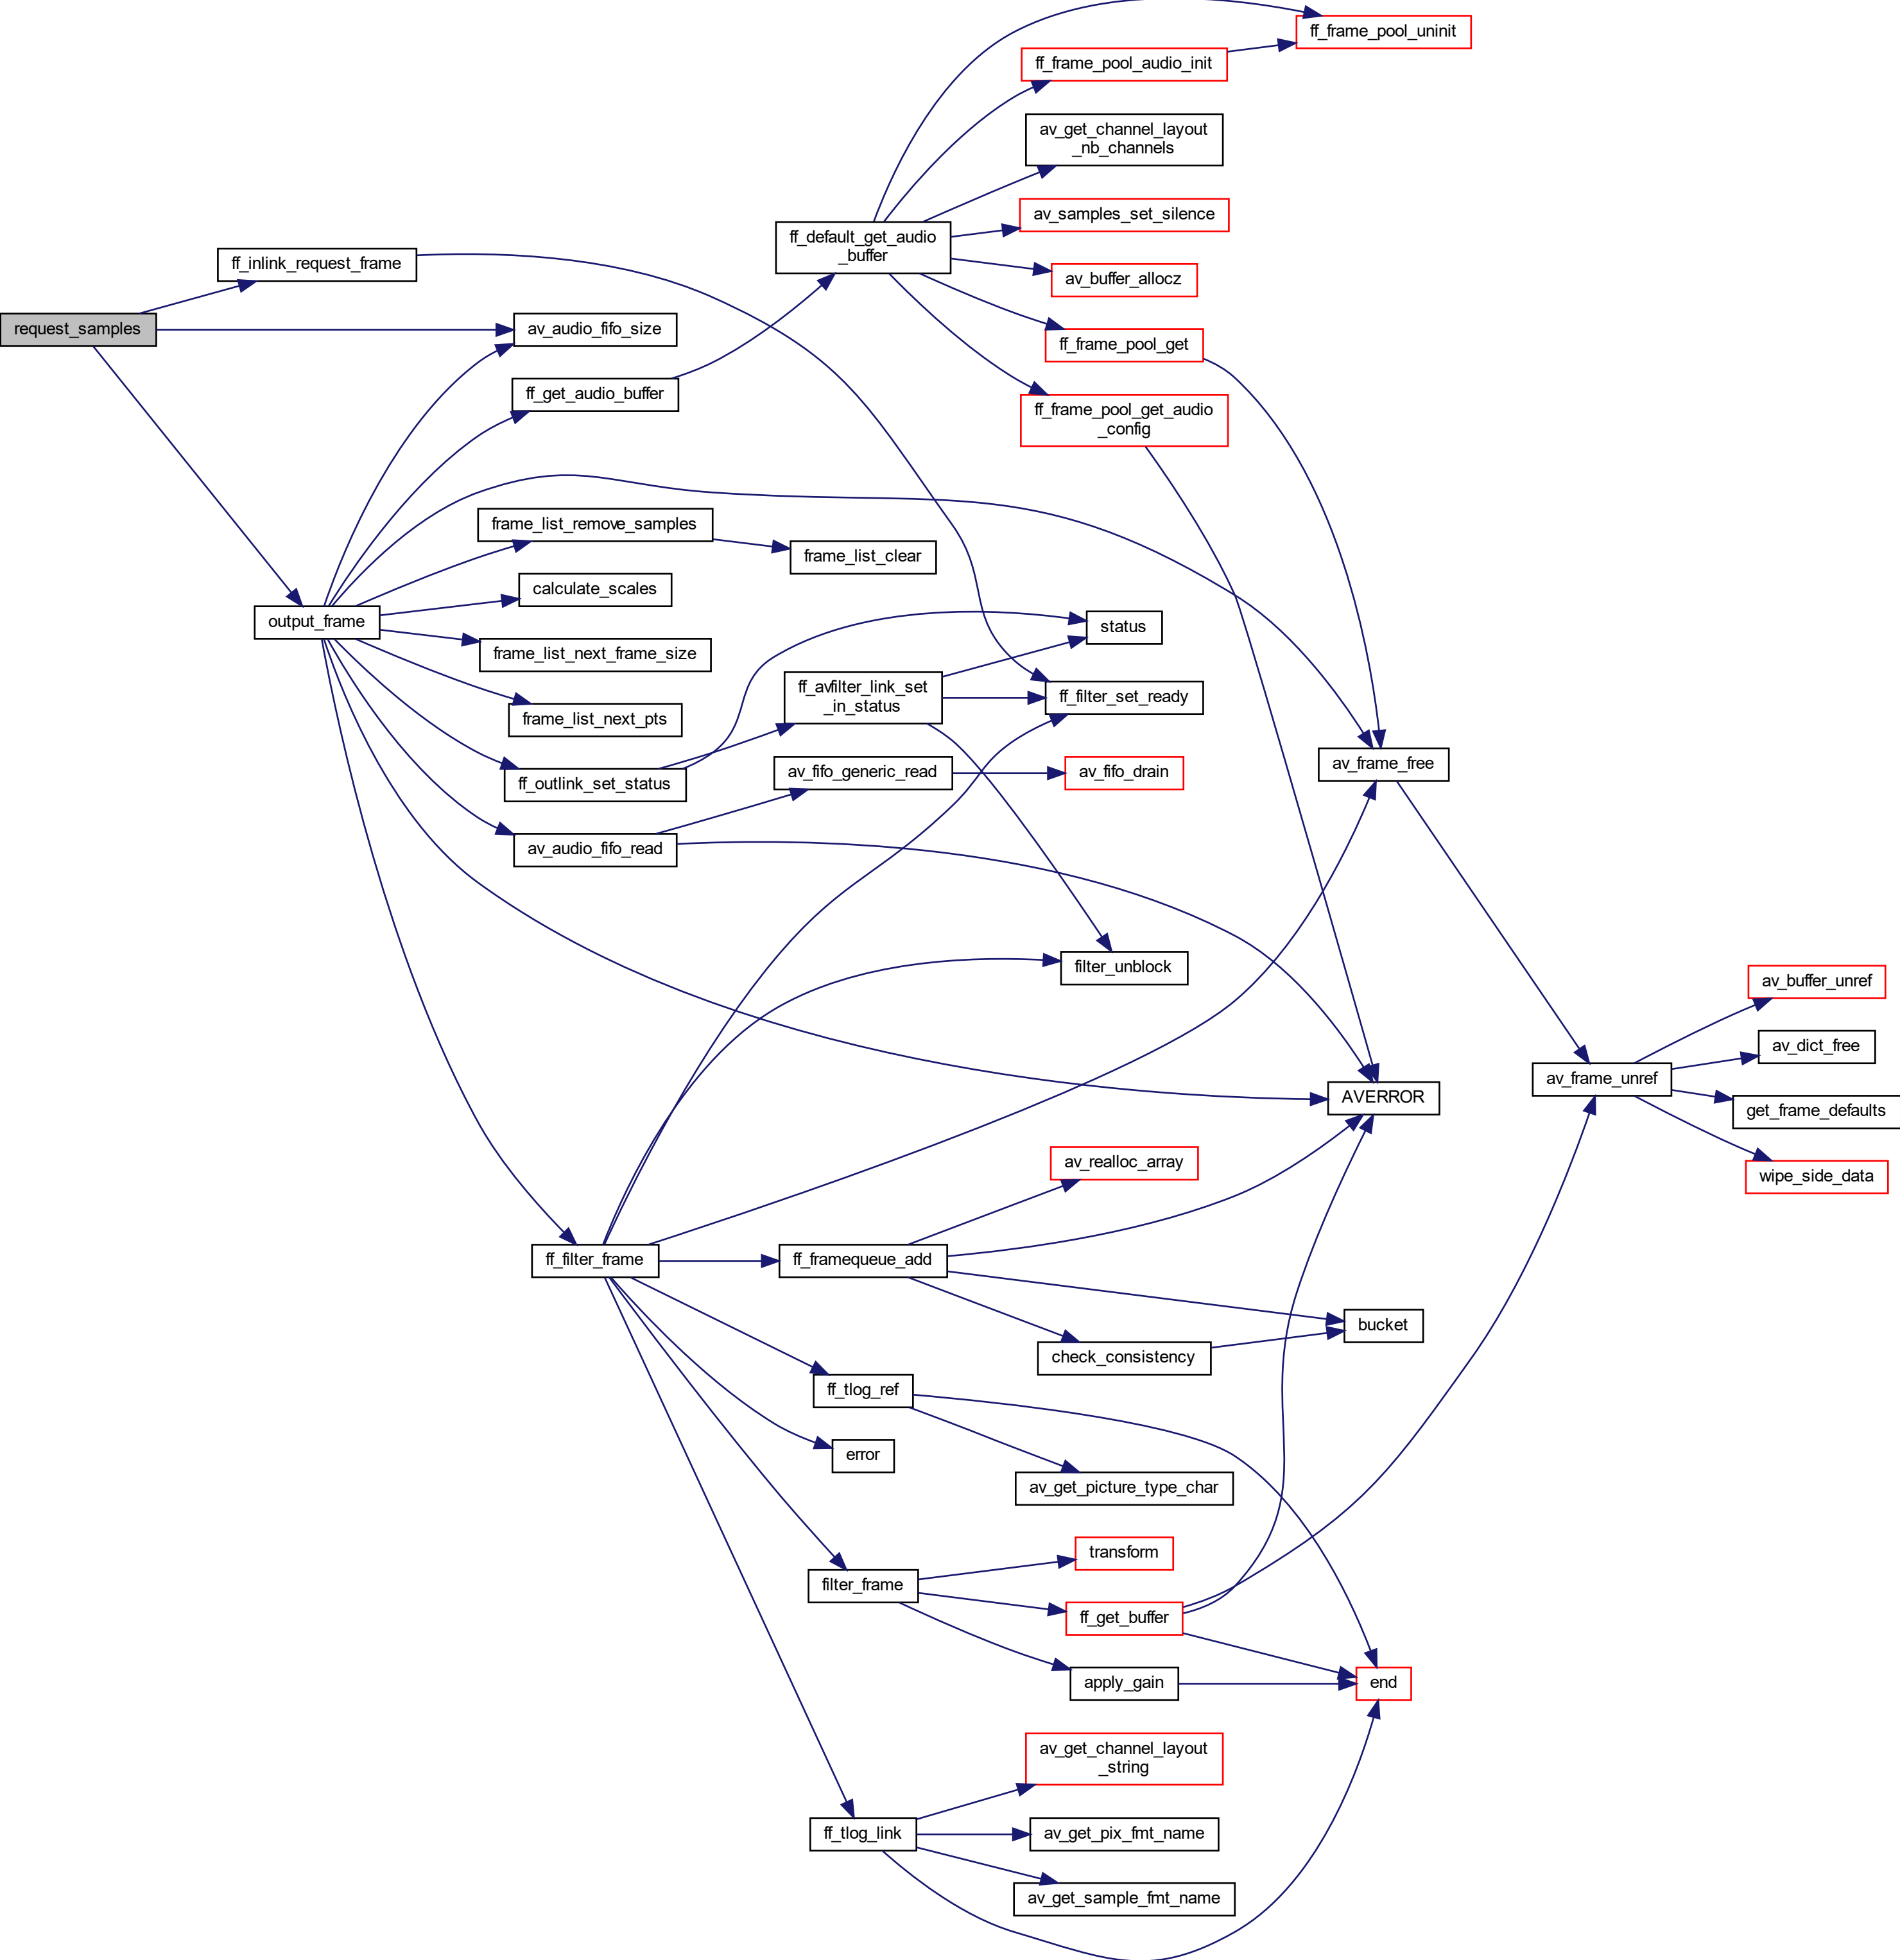 request_samples
ff_inlink_request_frame
av_audio_fifo_size
output_frame
ff_get_audio_buffer
frame_list_remove_samples
calculate_scales
frame_list_next_frame_size
frame_list_next_pts
ff_outlink_set_status
av_audio_fifo_read
ff_filter_frame
ff_default_get_audio
_buffer
frame_list_clear
ff_avfilter_link_set
_in_status
av_fifo_generic_read
ff_framequeue_add
ff_tlog_ref
error
filter_frame
ff_tlog_link
ff_frame_pool_audio_init
av_get_channel_layout
_nb_channels
av_samples_set_silence
av_buffer_allocz
ff_frame_pool_get
ff_frame_pool_get_audio
_config
status
ff_filter_set_ready
av_fifo_drain
filter_unblock
av_realloc_array
check_consistency
av_get_picture_type_char
transform
ff_get_buffer
apply_gain
av_get_channel_layout
_string
av_get_pix_fmt_name
av_get_sample_fmt_name
ff_frame_pool_uninit
av_frame_free
AVERROR
bucket
end
av_frame_unref
av_buffer_unref
av_dict_free
get_frame_defaults
wipe_side_data